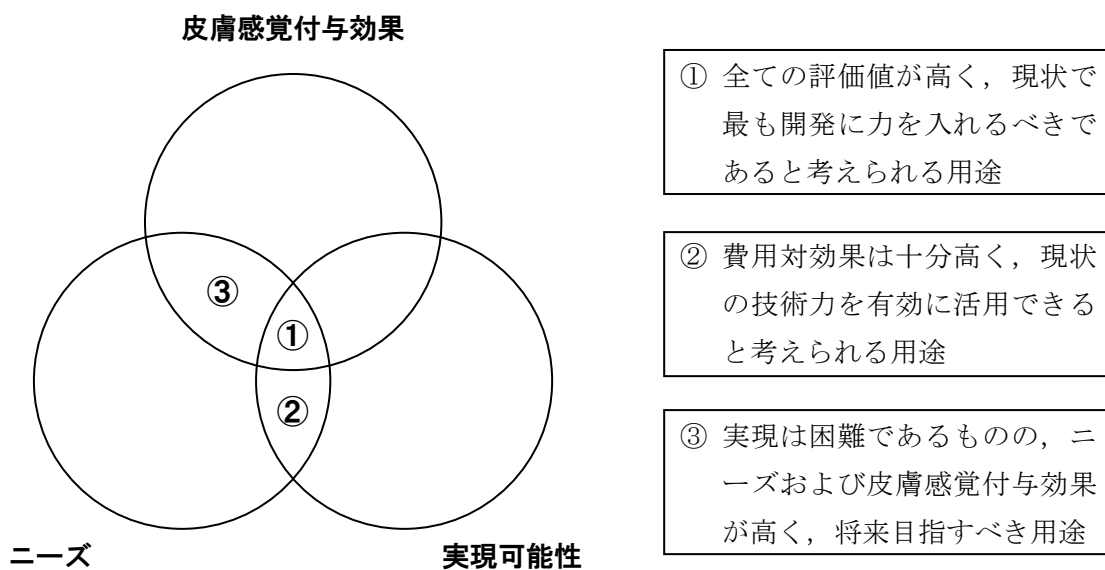 皮膚感覚付与効果
③
①
②
ニーズ
実現可能性
① 全ての評価値が高く，現状で
最も開発に力を入れるべきで
あると考えられる用途
② 費用対効果は十分高く，現状
の技術力を有効に活用できる
と考えられる用途
③ 実現は困難であるものの，ニ
ーズおよび皮膚感覚付与効果
が高く，将来目指すべき用途